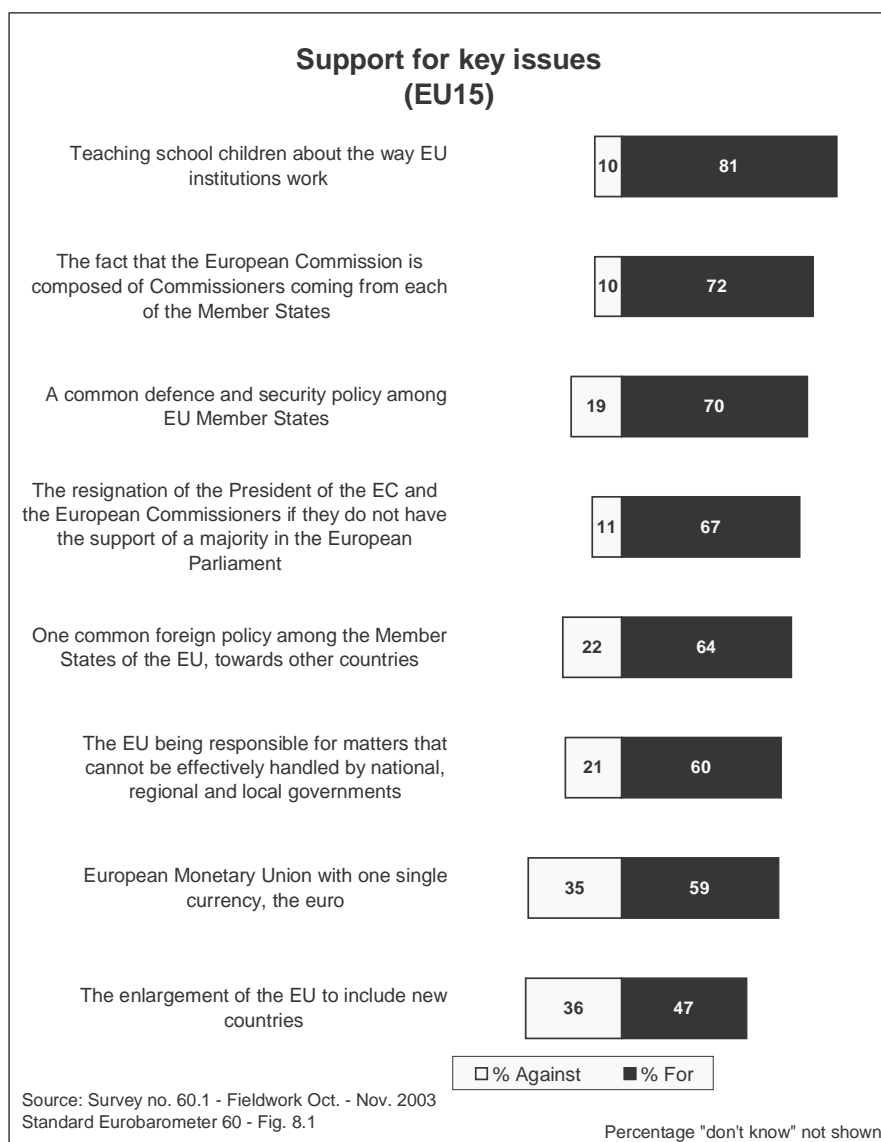 Support for key issues
(EU15)
Teaching school children about the way EU
institutions work
10 81
The fact that the European Commission is
composed of Commissioners coming from each
of the Member States
10 72
A common defence and security policy among
EU Member States
19 70
The resignation of the President of the EC and
the European Commissioners if they do not have
the support of a majority in the European
Parliament
11 67
One common foreign policy among the Member
States of the EU, towards other countries
22 64
The EU being responsible for matters that
cannot be effectively handled by national,
regional and local governments
21 60
European Monetary Union with one single
currency, the euro
35 59
The enlargement of the EU to include new
countries
36 47
% Against % For
Source: Survey no. 60.1 - Fieldwork Oct. - Nov. 2003
Standard Eurobarometer 60 - Fig. 8.1
Percentage "don't know" not shown